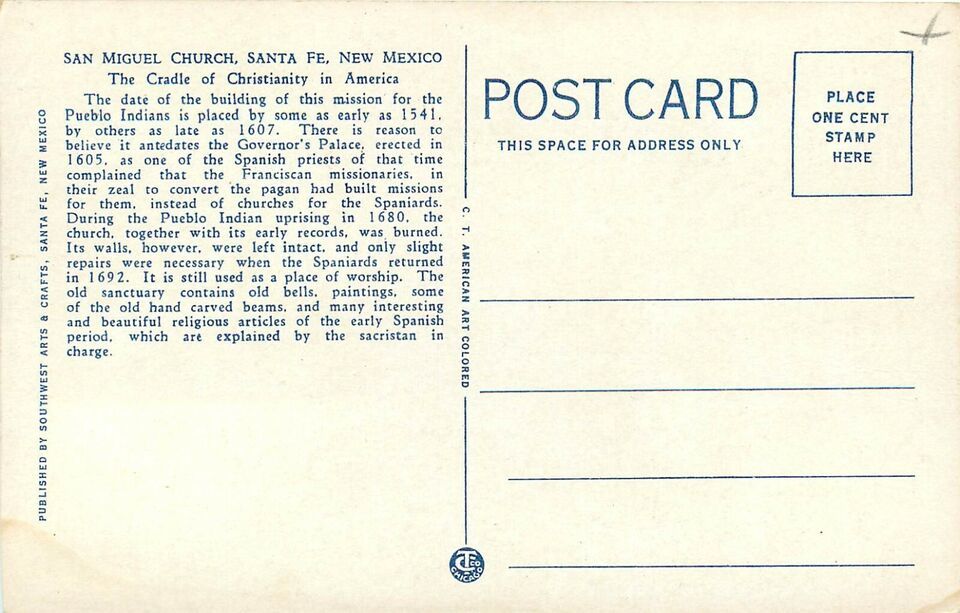 SAN MIGUEL CHURCH, SANTA FE, NEW MEXICO
The Cradle of Christianity in America
The date of the building of this mission for the
Pueblo Indians is placed by some as early as 1541,
by others as late as 1607. There is reason to
believe it antedates the Governor's Palace, erected in
1605, as one of the Spanish priests of that time
complained that the Franciscan missionaries, in
their zeal to convert the pagan had built missions
for them, instead of churches for the Spaniards.
During the Pueblo Indian uprising in 1680, the
church, together with its early records, was burned.
Its walls, however, were left intact, and only slight
repairs were necessary when the Spaniards returned
in 1692. It is still used as a place of worship. The
old sanctuary contains old bells, paintings, some
of the old hand carved beams, and many interesting
and beautiful religious articles of the early Spanish
period, which are explained by the sacristan in
charge.
PUBLISHED BY SOUTHWEST ARTS & CRAFTS, SANTA FE, NEW MEXICO
C. T. AMERICAN ART COLORED
CT CO
CHICAGO
POST CARD
THIS SPACE FOR ADDRESS ONLY
PLACE
ONE CENT
STAMP
HERE